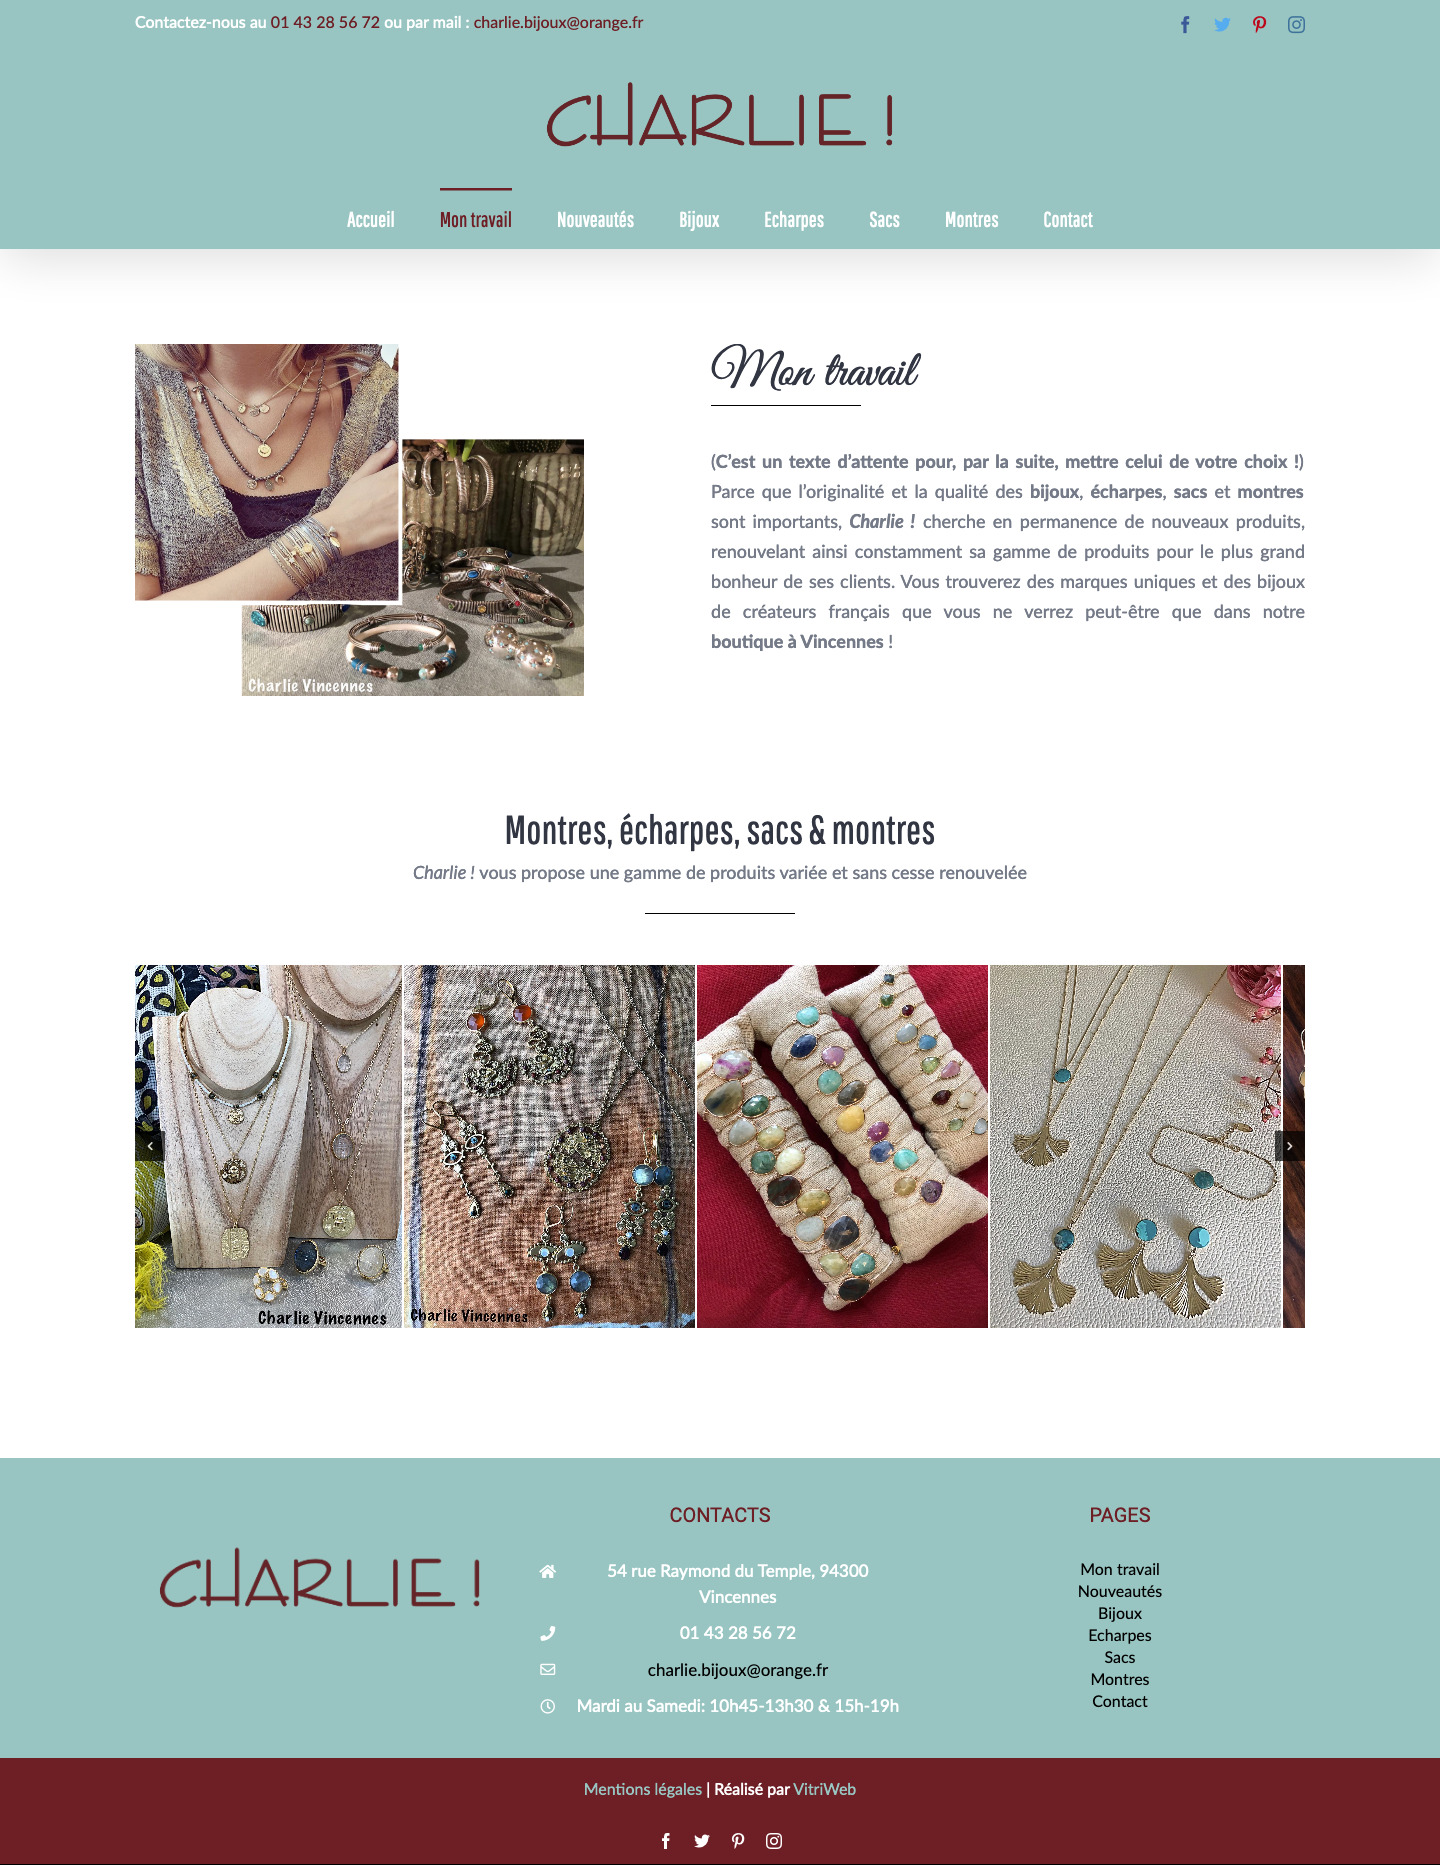 Contactez-nous au 01 43 28 56 72 ou par mail : charlie.bijoux@orange.fr
CHARLIE !
Accueil Mon travail Nouveautés Bijoux Echarpes Sacs Montres Contact
Charlie Vincennes
Mon travail
(C’est un texte d’attente pour, par la suite, mettre celui de votre choix !)
Parce que l’originalité et la qualité des bijoux, écharpes, sacs et montres
sont importants, Charlie ! cherche en permanence de nouveaux produits,
renouvelant ainsi constamment sa gamme de produits pour le plus grand
bonheur de ses clients. Vous trouverez des marques uniques et des bijoux
de créateurs français que vous ne verrez peut-être que dans notre
boutique à Vincennes !
Montres, écharpes, sacs & montres
Charlie ! vous propose une gamme de produits variée et sans cesse renouvelée
Charlie Vincennes
Charlie Vincennes
CHARLIE !
CONTACTS
54 rue Raymond du Temple, 94300
Vincennes
01 43 28 56 72
charlie.bijoux@orange.fr
Mardi au Samedi: 10h45-13h30 & 15h-19h
PAGES
Mon travail
Nouveautés
Bijoux
Echarpes
Sacs
Montres
Contact
Mentions légales | Réalisé par VitriWeb